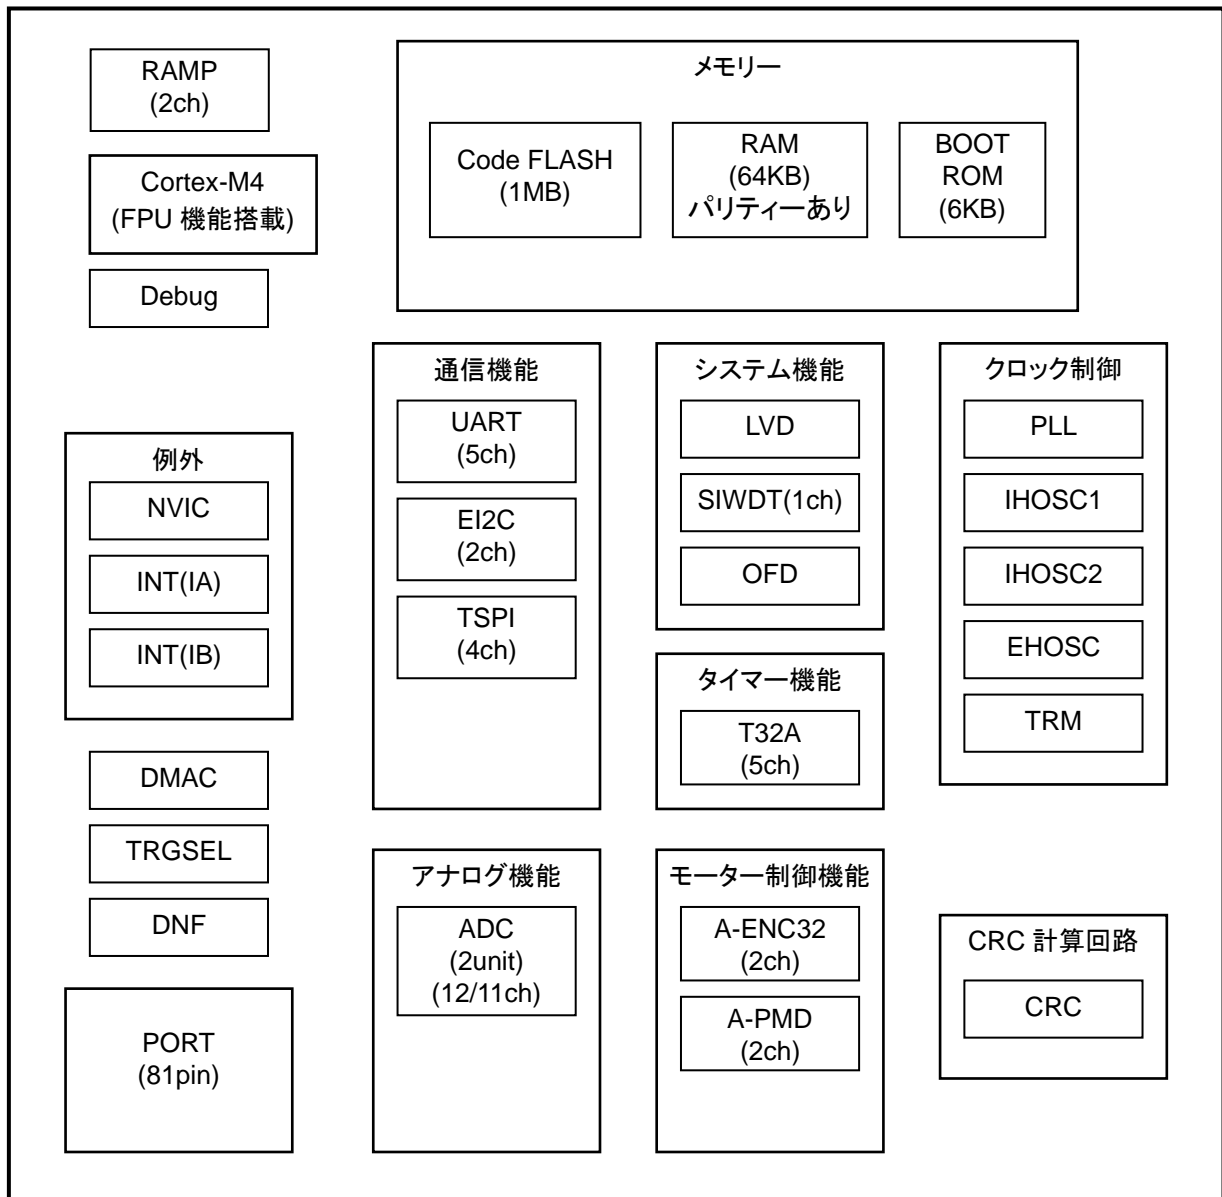 RAMP
(2ch)
Cortex-M4
(FPU 機能搭載)
Debug
メモリー
Code FLASH
(1MB)
RAM
(64KB)
パリティーあり
BOOT
ROM
(6KB)
例外
NVIC
INT(IA)
INT(IB)
DMAC
TRGSEL
DNF
PORT
(81pin)
通信機能
UART
(5ch)
EI2C
(2ch)
TSPI
(4ch)
アナログ機能
ADC
(2unit)
(12/11ch)
システム機能
LVD
SIWDT(1ch)
OFD
タイマー機能
T32A
(5ch)
モーター制御機能
A-ENC32
(2ch)
A-PMD
(2ch)
クロック制御
PLL
IHOSC1
IHOSC2
EHOSC
TRM
CRC 計算回路
CRC